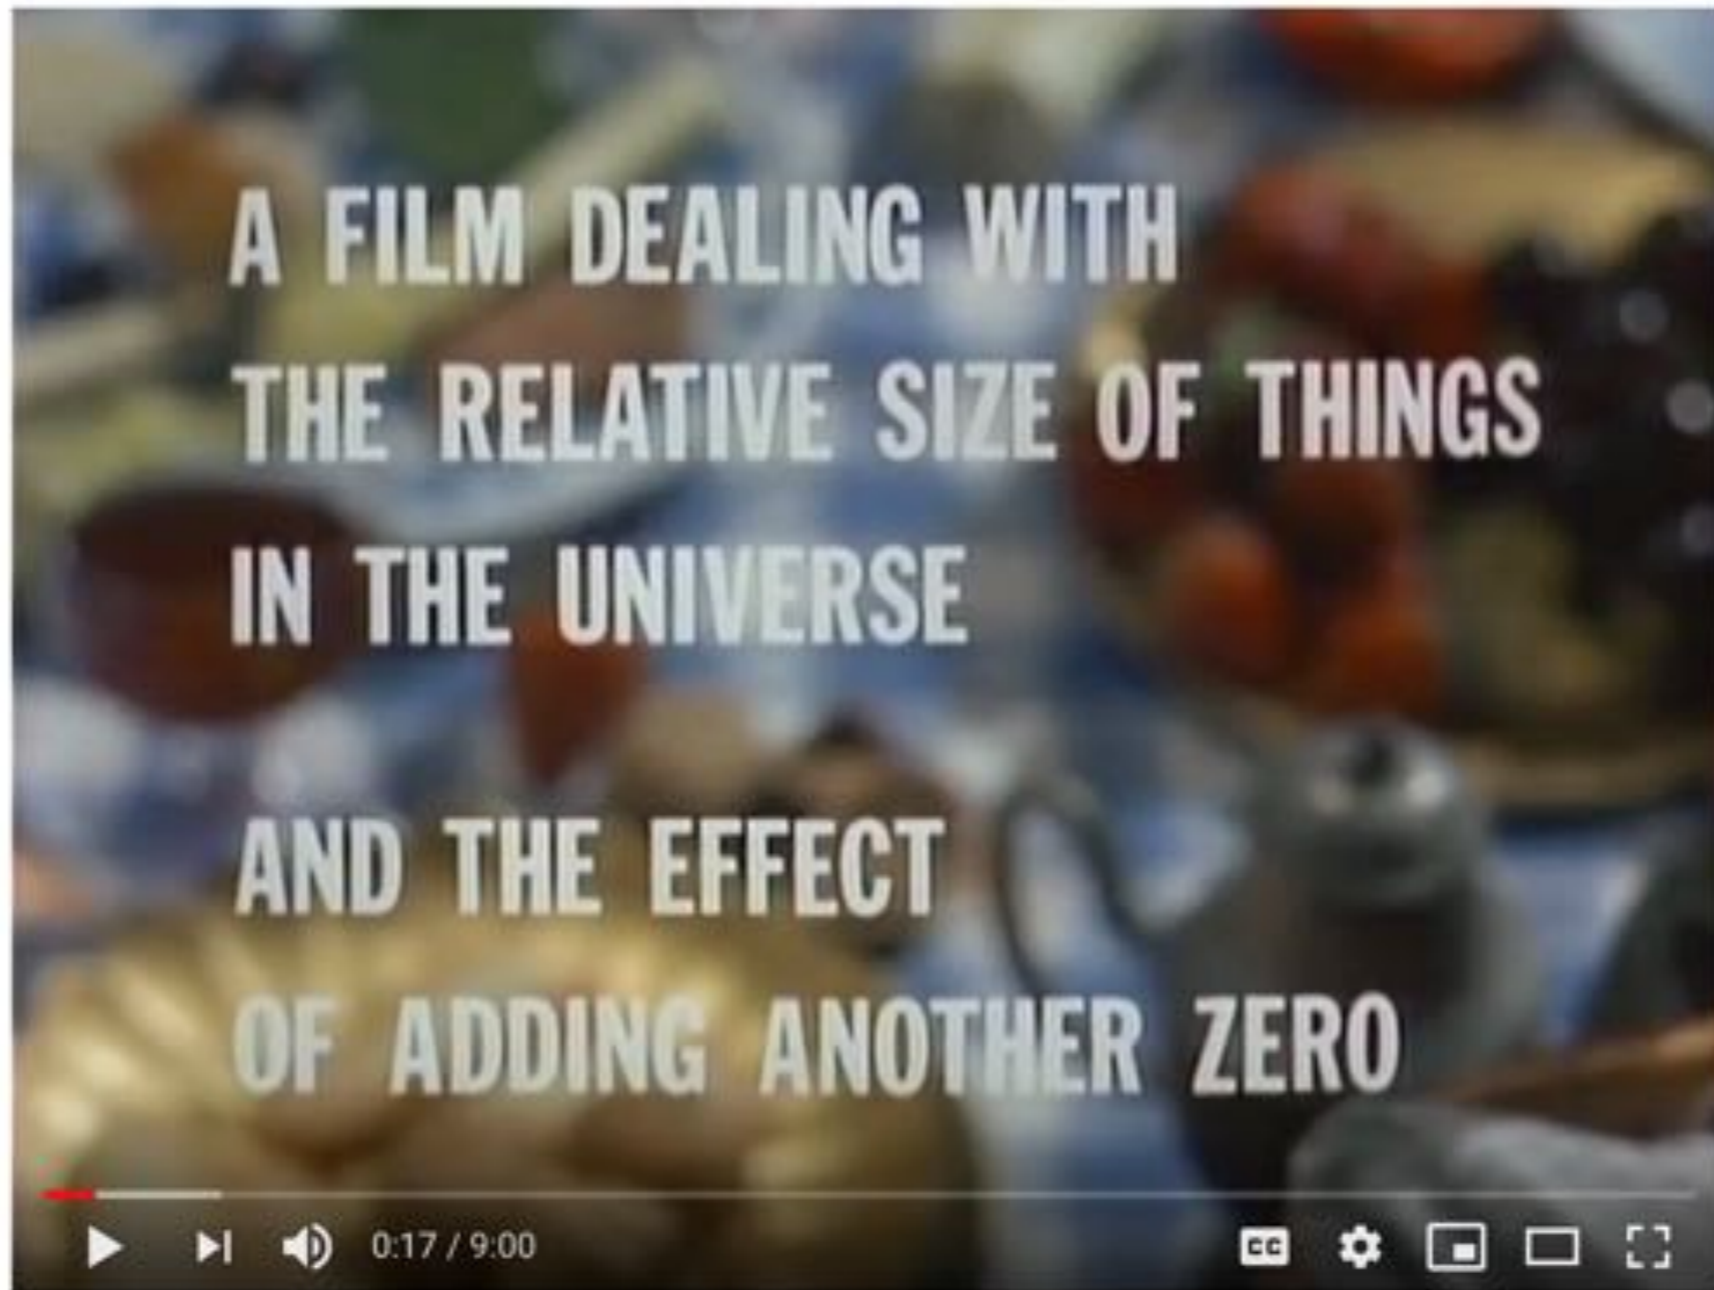 A FILM DEALING WITH
THE RELATIVE SIZE OF THINGS
IN THE UNIVERSE
AND THE EFFECT
OF ADDING ANOTHER ZERO
0:17 / 9:00
CC